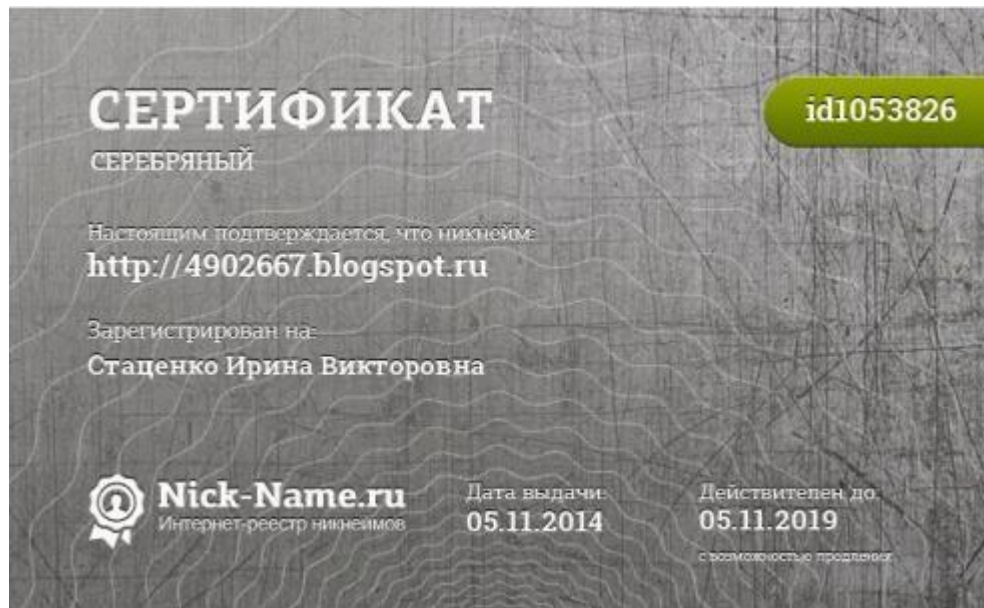 СЕРТИФИКАТ
id1053826
СЕРЕБРЯНЫЙ
Настоящим подтверждается, что никнейм:
http://4902667.blogspot.ru
Зарегистрирован на:
Стаценко Ирина Викторовна
Nick-Name.ru
Интернет-реестр никнеймов
Дата выдачи:
05.11.2014
Действителен до:
05.11.2019
с возможностью продления